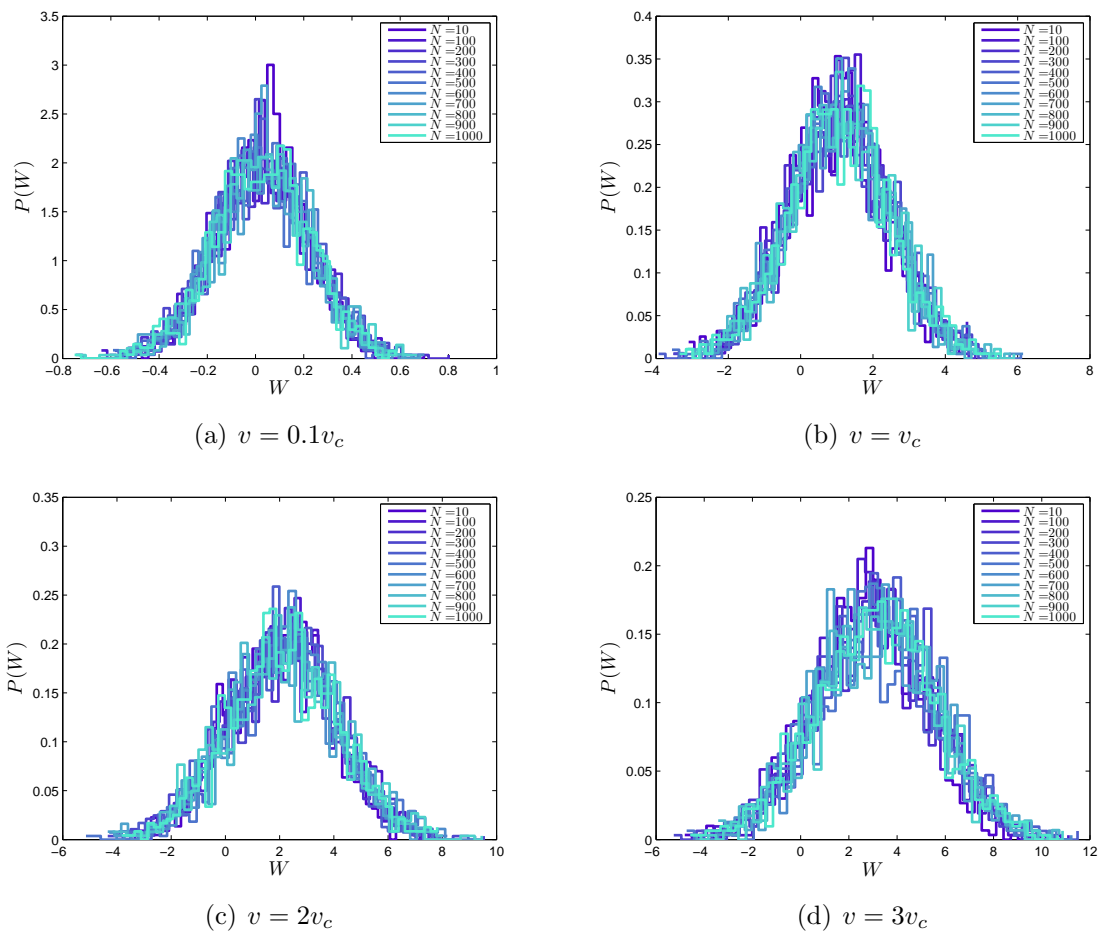 3.5
3
2.5
2
1.5
1
0.5
0
P(W)
−0.8 −0.6 −0.4 −0.2 0 0.2 0.4 0.6 0.8 1
W
N =10
N =100
N =200
N =300
N =400
N =500
N =600
N =700
N =800
N =900
N =1000
(a) v = 0.1v_c
0.4
0.35
0.3
0.25
0.2
0.15
0.1
0.05
0
P(W)
−4 −2 0 2 4 6 8
W
N =10
N =100
N =200
N =300
N =400
N =500
N =600
N =700
N =800
N =900
N =1000
(b) v = v_c
0.35
0.3
0.25
0.2
0.15
0.1
0.05
0
P(W)
−6 −4 −2 0 2 4 6 8 10
W
N =10
N =100
N =200
N =300
N =400
N =500
N =600
N =700
N =800
N =900
N =1000
(c) v = 2v_c
0.25
0.2
0.15
0.1
0.05
0
P(W)
−6 −4 −2 0 2 4 6 8 10 12
W
N =10
N =100
N =200
N =300
N =400
N =500
N =600
N =700
N =800
N =900
N =1000
(d) v = 3v_c